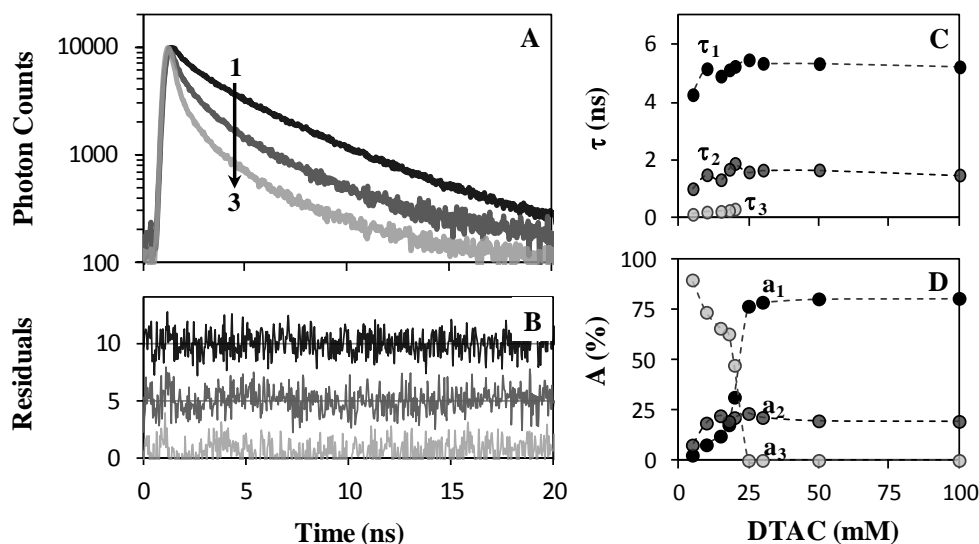 A
Photon Counts
10000
1000
100
1
3
B
Residuals
10
5
0
0 5 10 15 20
Time (ns)
C
τ (ns)
6
4
2
0
τ1
τ2
τ3
D
A (%)
100
75
50
25
0
a1
a2
a3
0 25 50 75 100
DTAC (mM)